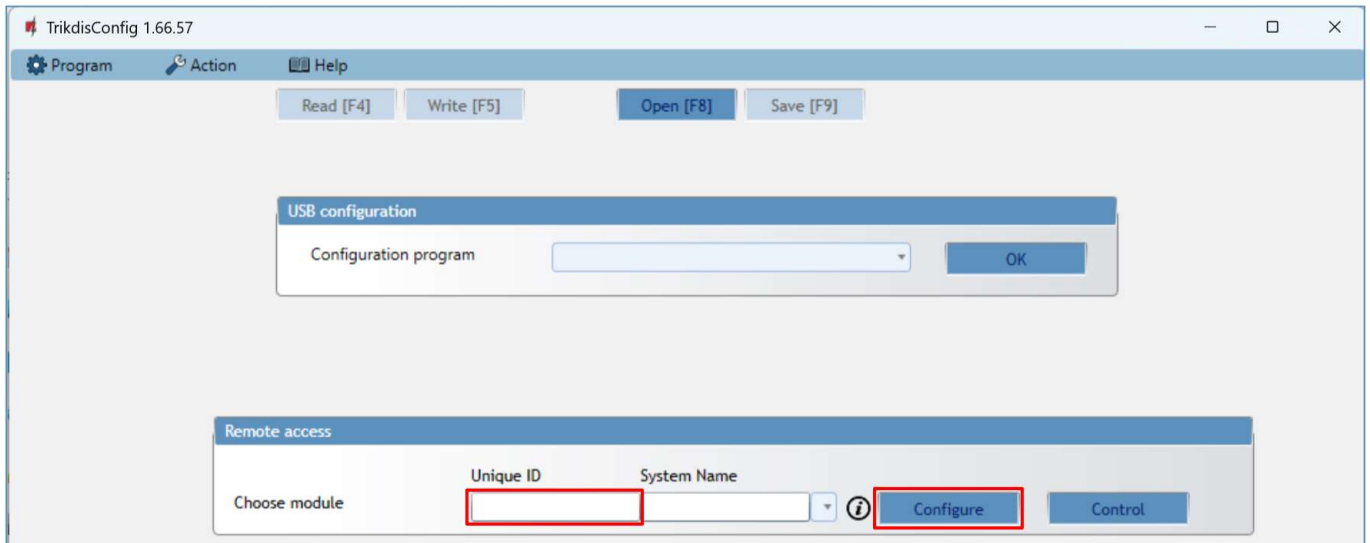 TrikdisConfig 1.66.57
Program Action Help
Read [F4] Write [F5] Open [F8] Save [F9]
USB configuration
Configuration program OK
Remote access
Unique ID System Name
Choose module i Configure Control